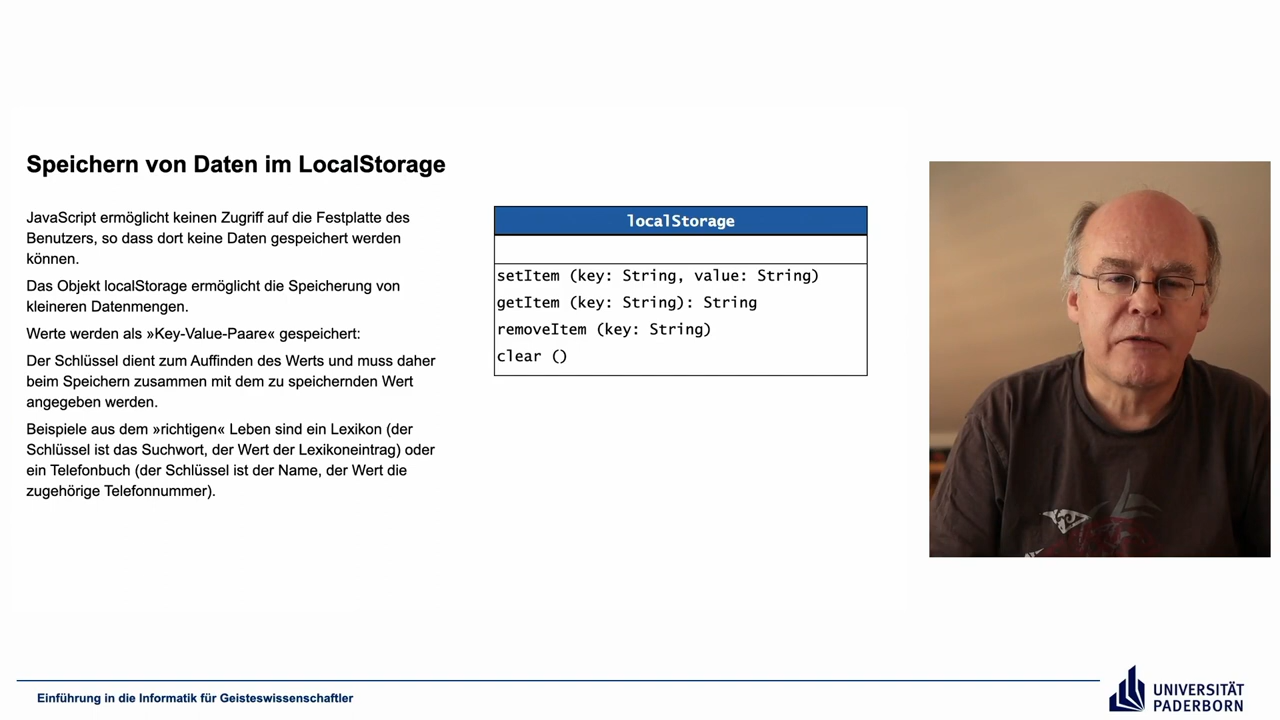 Speichern von Daten im LocalStorage
JavaScript ermöglicht keinen Zugriff auf die Festplatte des
Benutzers, so dass dort keine Daten gespeichert werden
können.
Das Objekt localStorage ermöglicht die Speicherung von
kleineren Datenmengen.
Werte werden als »Key-Value-Paare« gespeichert:
Der Schlüssel dient zum Auffinden des Werts und muss daher
beim Speichern zusammen mit dem zu speichernden Wert
angegeben werden.
Beispiele aus dem »richtigen« Leben sind ein Lexikon (der
Schlüssel ist das Suchwort, der Wert der Lexikoneintrag) oder
ein Telefonbuch (der Schlüssel ist der Name, der Wert die
zugehörige Telefonnummer).
localStorage
setItem (key: String, value: String)
getItem (key: String): String
removeItem (key: String)
clear ()
Einführung in die Informatik für Geisteswissenschaftler
UNIVERSITÄT
PADERBORN